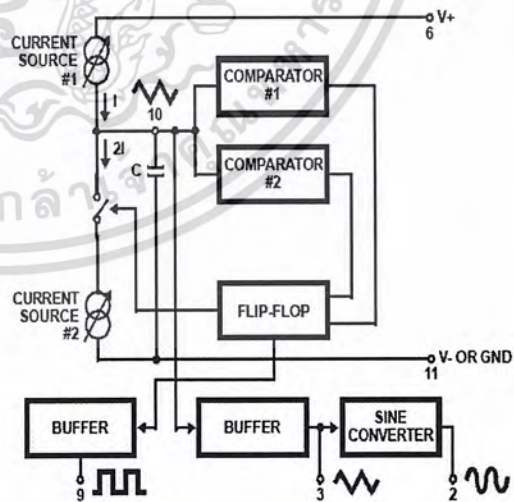 V+
6
CURRENT
SOURCE
#1
I
10
COMPARATOR
#1
2I
C
COMPARATOR
#2
CURRENT
SOURCE
#2
FLIP-FLOP
V- OR GND
11
BUFFER
BUFFER
SINE
CONVERTER
9
3
2